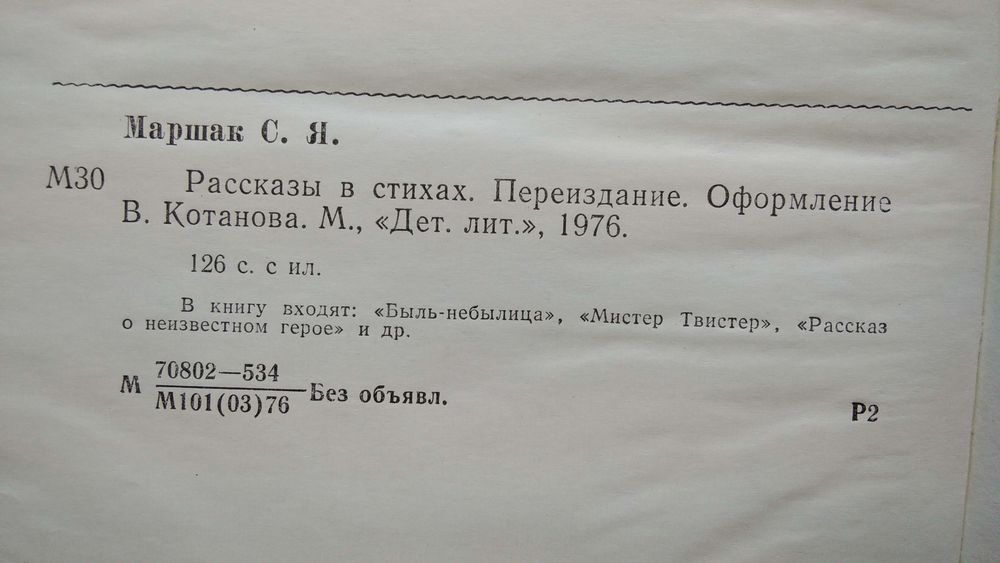 Маршак С. Я.
М30 Рассказы в стихах. Переиздание. Оформление
В. Котанова. М., «Дет. лит.», 1976.
126 с. с ил.
В книгу входят: «Быль-небылица», «Мистер Твистер», «Рассказ
о неизвестном герое» и др.
М 70802—534
М101(03)76 Без объявл.
Р2